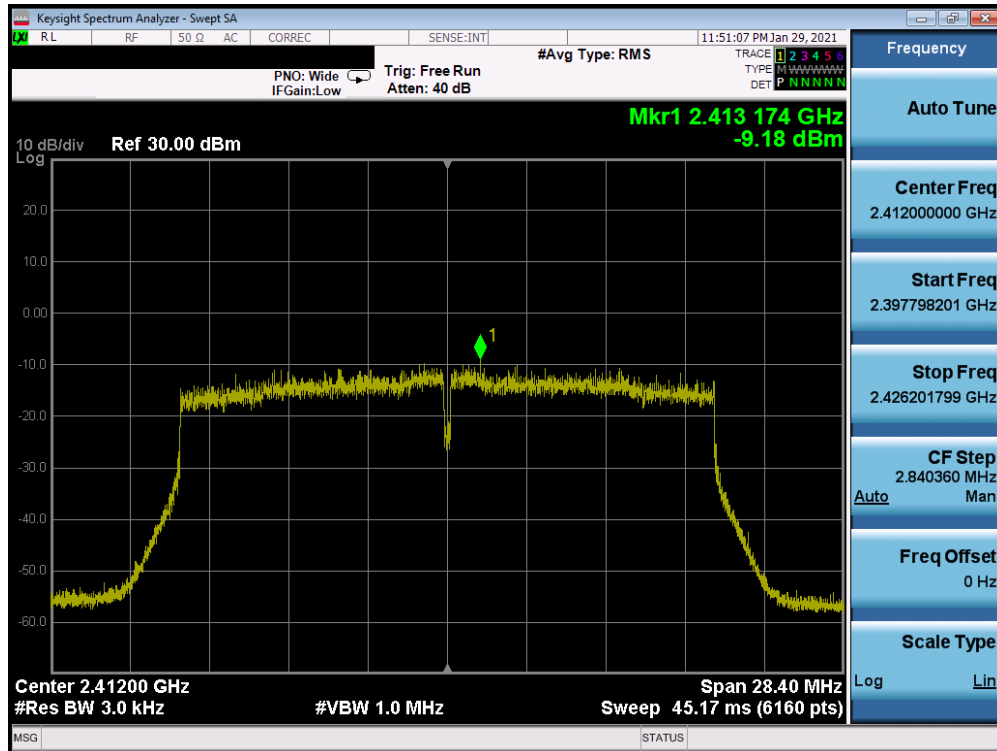 Keysight Spectrum Analyzer - Swept SA
LXI RL RF 50 Ω AC CORREC SENSE:INT 11:51:07 PM Jan 29, 2021
#Avg Type: RMS
TRACE 1 2 3 4 5 6
TYPE M WWWWW
DET P N N N N N
PNO: Wide
IFGain:Low
Trig: Free Run
Atten: 40 dB
Mkr1 2.413 174 GHz
-9.18 dBm
10 dB/div
Log
Ref 30.00 dBm
20.0
10.0
0.00
-10.0
-20.0
-30.0
-40.0
-50.0
-60.0
1
Center 2.41200 GHz
Span 28.40 MHz
#Res BW 3.0 kHz
#VBW 1.0 MHz
Sweep 45.17 ms (6160 pts)
MSG
STATUS
Frequency
Auto Tune
Center Freq
2.412000000 GHz
Start Freq
2.397798201 GHz
Stop Freq
2.426201799 GHz
CF Step
2.840360 MHz
Auto Man
Freq Offset
0 Hz
Scale Type
Log Lin